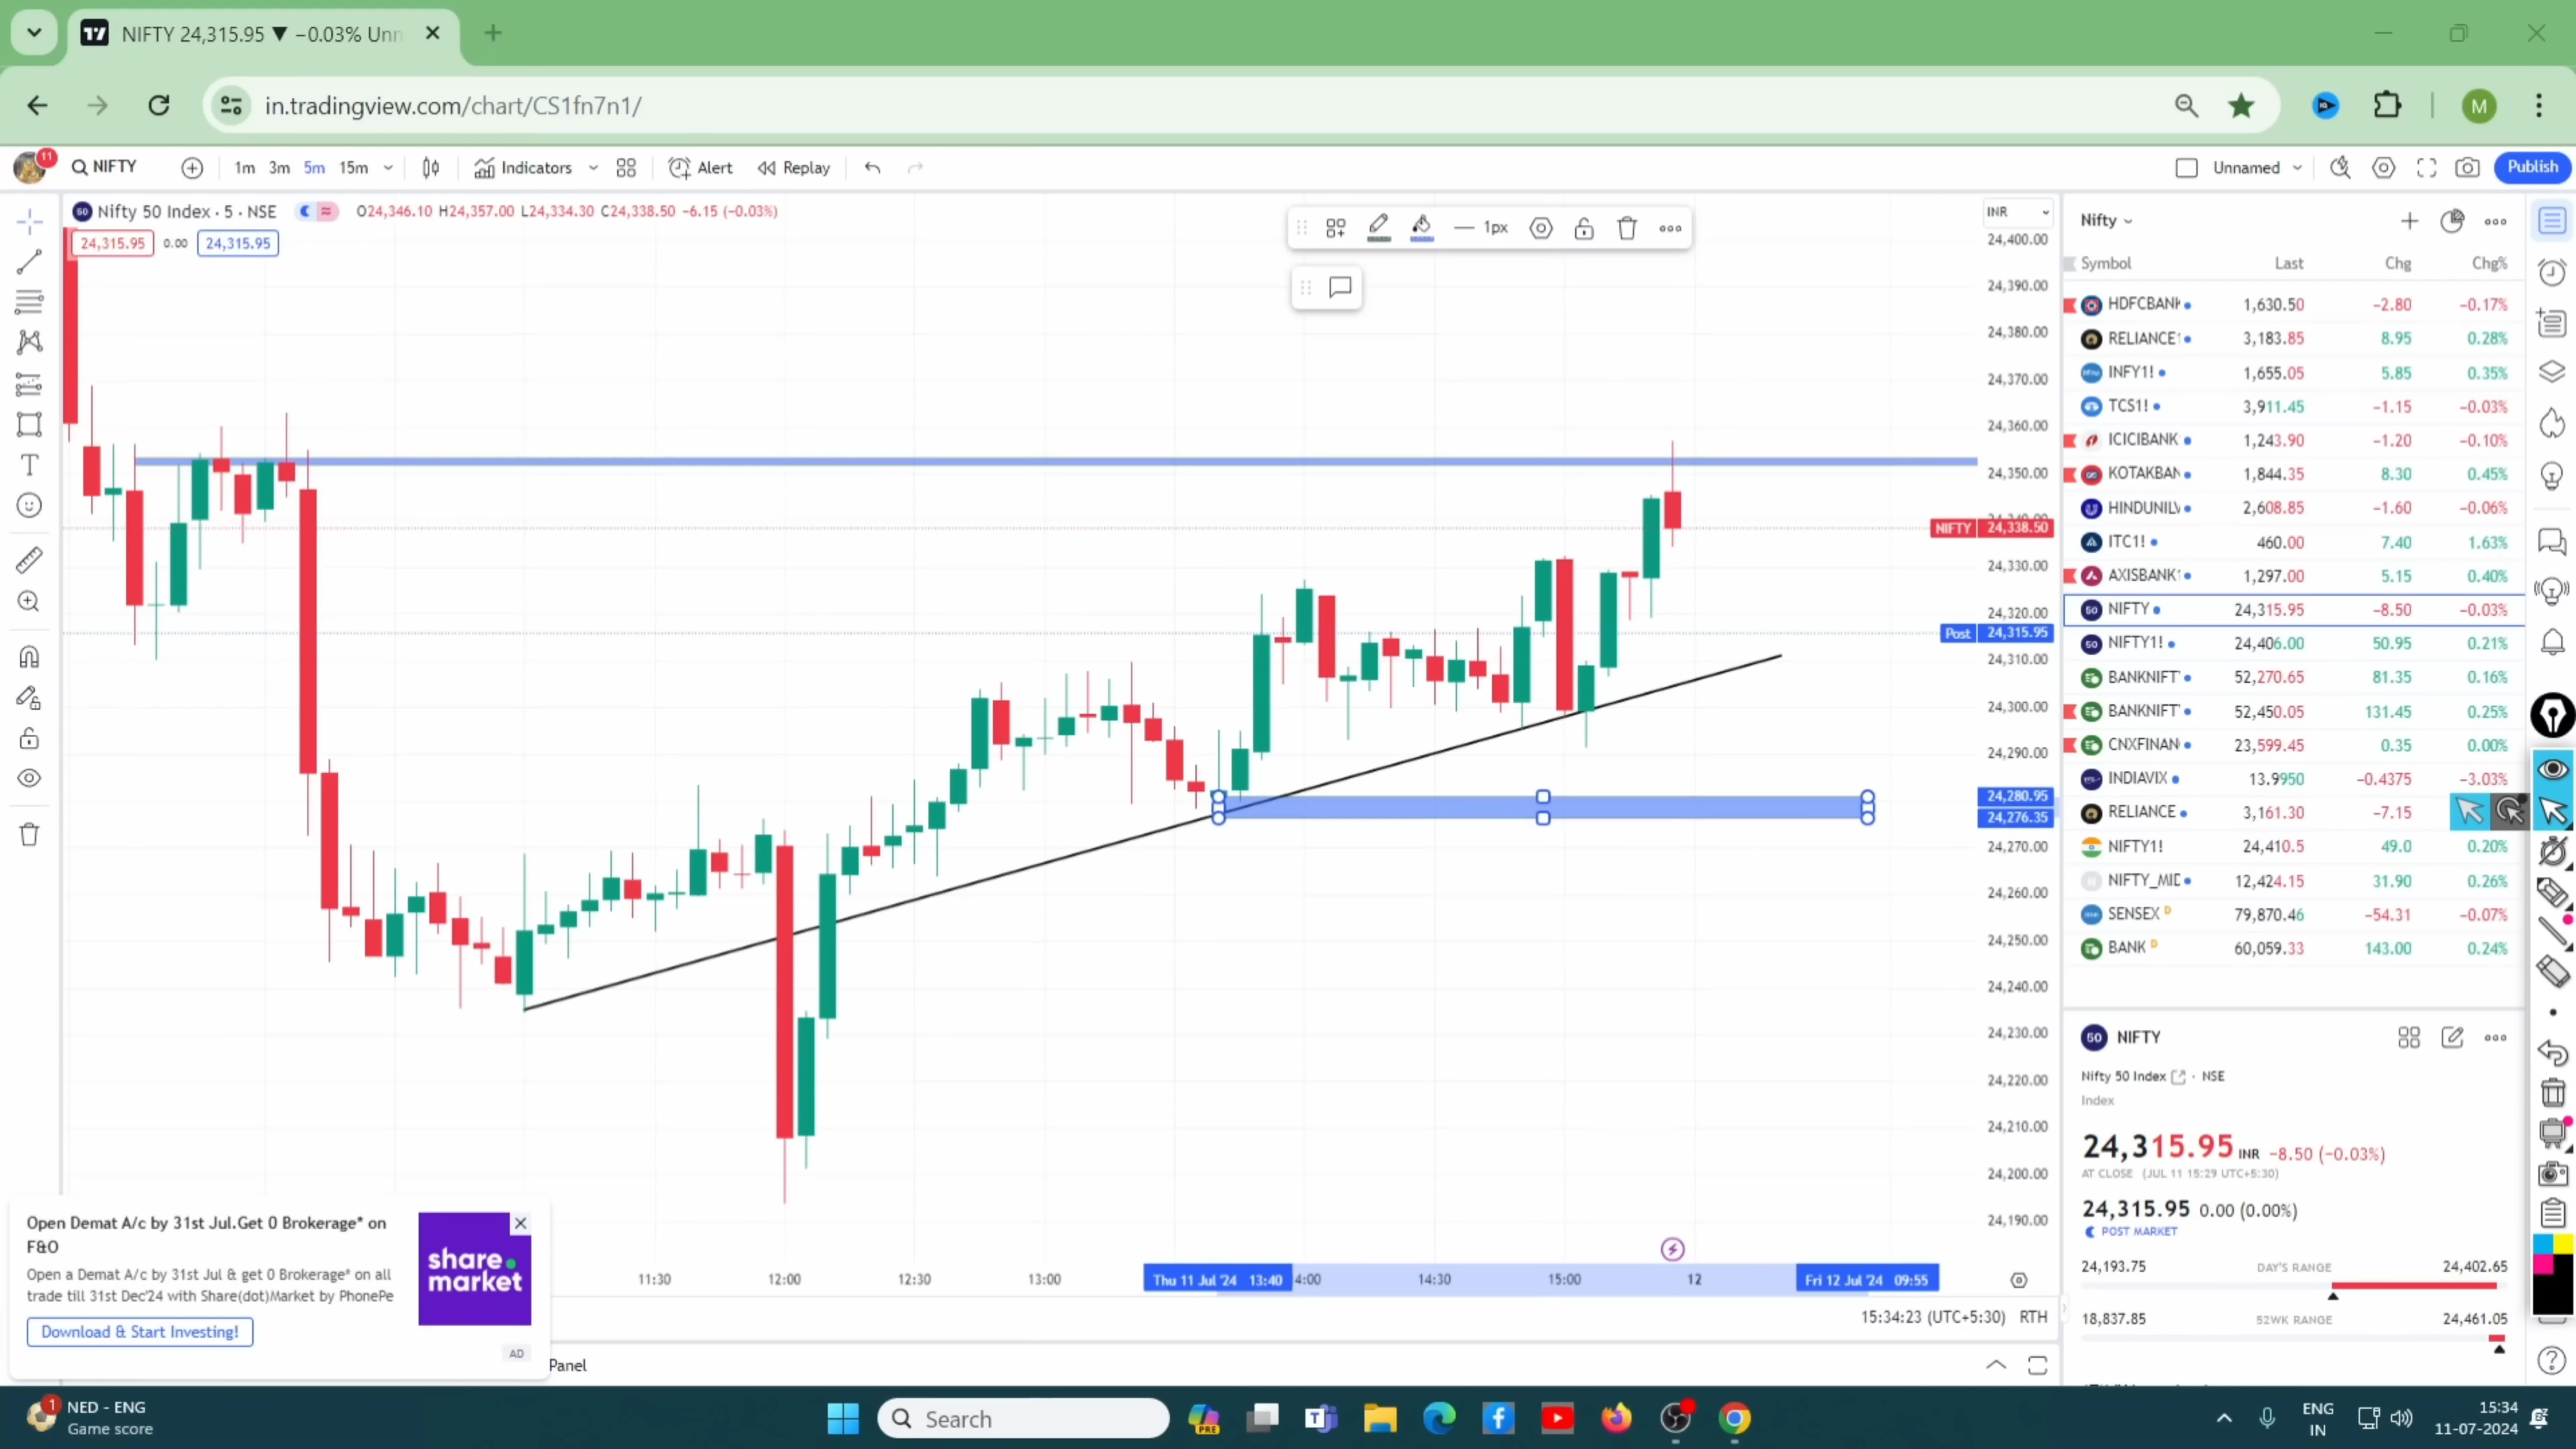 NIFTY 24,315.95 ▼ −0.03% Unn
in.tradingview.com/chart/CS1fn7n1/
M
11
NIFTY
1m 3m 5m 15m
Indicators
Alert
Replay
Unnamed
Publish
Nifty 50 Index · 5 · NSE
O24,346.10 H24,357.00 L24,334.30 C24,338.50 −6.15 (−0.03%)
24,315.95 0.00 24,315.95
1px
INR
24,400.00
24,390.00
24,380.00
24,370.00
24,360.00
24,350.00
NIFTY 24,338.50
24,330.00
24,320.00
Post 24,315.95
24,310.00
24,300.00
24,290.00
24,280.95
24,276.35
24,270.00
24,260.00
24,250.00
24,240.00
24,230.00
24,220.00
24,210.00
24,200.00
24,190.00
11:30 12:00 12:30 13:00 Thu 11 Jul '24 13:40 4:00 14:30 15:00 12 Fri 12 Jul '24 09:55
15:34:23 (UTC+5:30) RTH
Panel
Nifty
Symbol Last Chg Chg%
HDFCBANK 1,630.50 −2.80 −0.17%
RELIANCE1 3,183.85 8.95 0.28%
INFY1! 1,655.05 5.85 0.35%
TCS1! 3,911.45 −1.15 −0.03%
ICICIBANK 1,243.90 −1.20 −0.10%
KOTAKBAN 1,844.35 8.30 0.45%
HINDUNILV 2,608.85 −1.60 −0.06%
ITC1! 460.00 7.40 1.63%
AXISBANK1 1,297.00 5.15 0.40%
50 NIFTY 24,315.95 −8.50 −0.03%
50 NIFTY1! 24,406.00 50.95 0.21%
BANKNIFT 52,270.65 81.35 0.16%
BANKNIFT 52,450.05 131.45 0.25%
CNXFINAN 23,599.45 0.35 0.00%
INDIAVIX 13.9950 −0.4375 −3.03%
RELIANCE 3,161.30 −7.15
NIFTY1! 24,410.5 49.0 0.20%
NIFTY_MID 12,424.15 31.90 0.26%
SENSEX D 79,870.46 −54.31 −0.07%
BANK D 60,059.33 143.00 0.24%
50 NIFTY
Nifty 50 Index · NSE
Index
24,315.95 INR −8.50 (−0.03%)
AT CLOSE (JUL 11 15:29 UTC+5:30)
24,315.95 0.00 (0.00%)
POST MARKET
24,193.75 DAY'S RANGE 24,402.65
18,837.85 52WK RANGE 24,461.05
Open Demat A/c by 31st Jul.Get 0 Brokerage* on
F&O
Open a Demat A/c by 31st Jul & get 0 Brokerage* on all
trade till 31st Dec'24 with Share(dot)Market by PhonePe
Download & Start Investing!
share.
market
AD
1
NED - ENG
Game score
Search
PRE
ENG
IN
15:34
11-07-2024